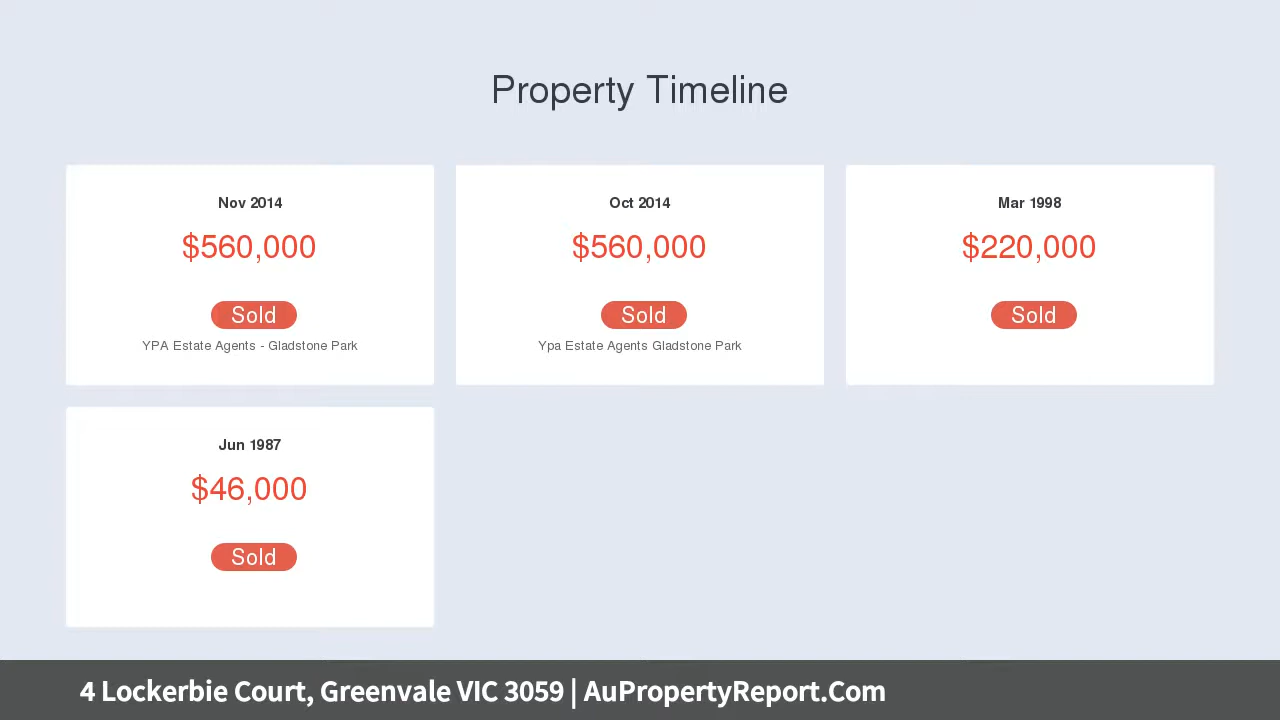 Property Timeline
Nov 2014
$560,000
Sold
YPA Estate Agents - Gladstone Park
Oct 2014
$560,000
Sold
Ypa Estate Agents Gladstone Park
Mar 1998
$220,000
Sold
Jun 1987
$46,000
Sold
4 Lockerbie Court, Greenvale VIC 3059 | AuPropertyReport.Com